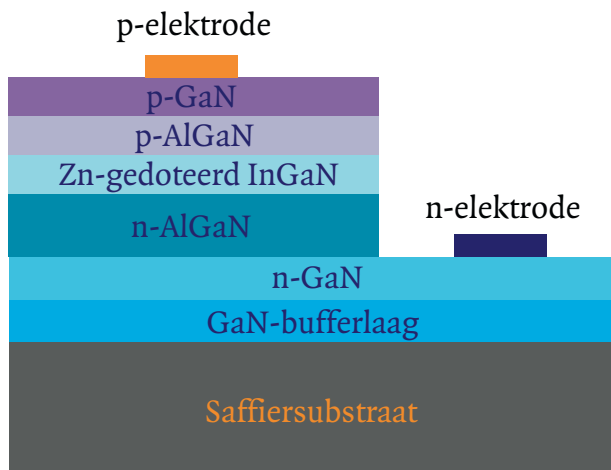 p-elektrode
p-GaN
p-AlGaN
Zn-gedoteerd InGaN
n-AlGaN
n-elektrode
n-GaN
GaN-bufferlaag
Saffiersubstraat